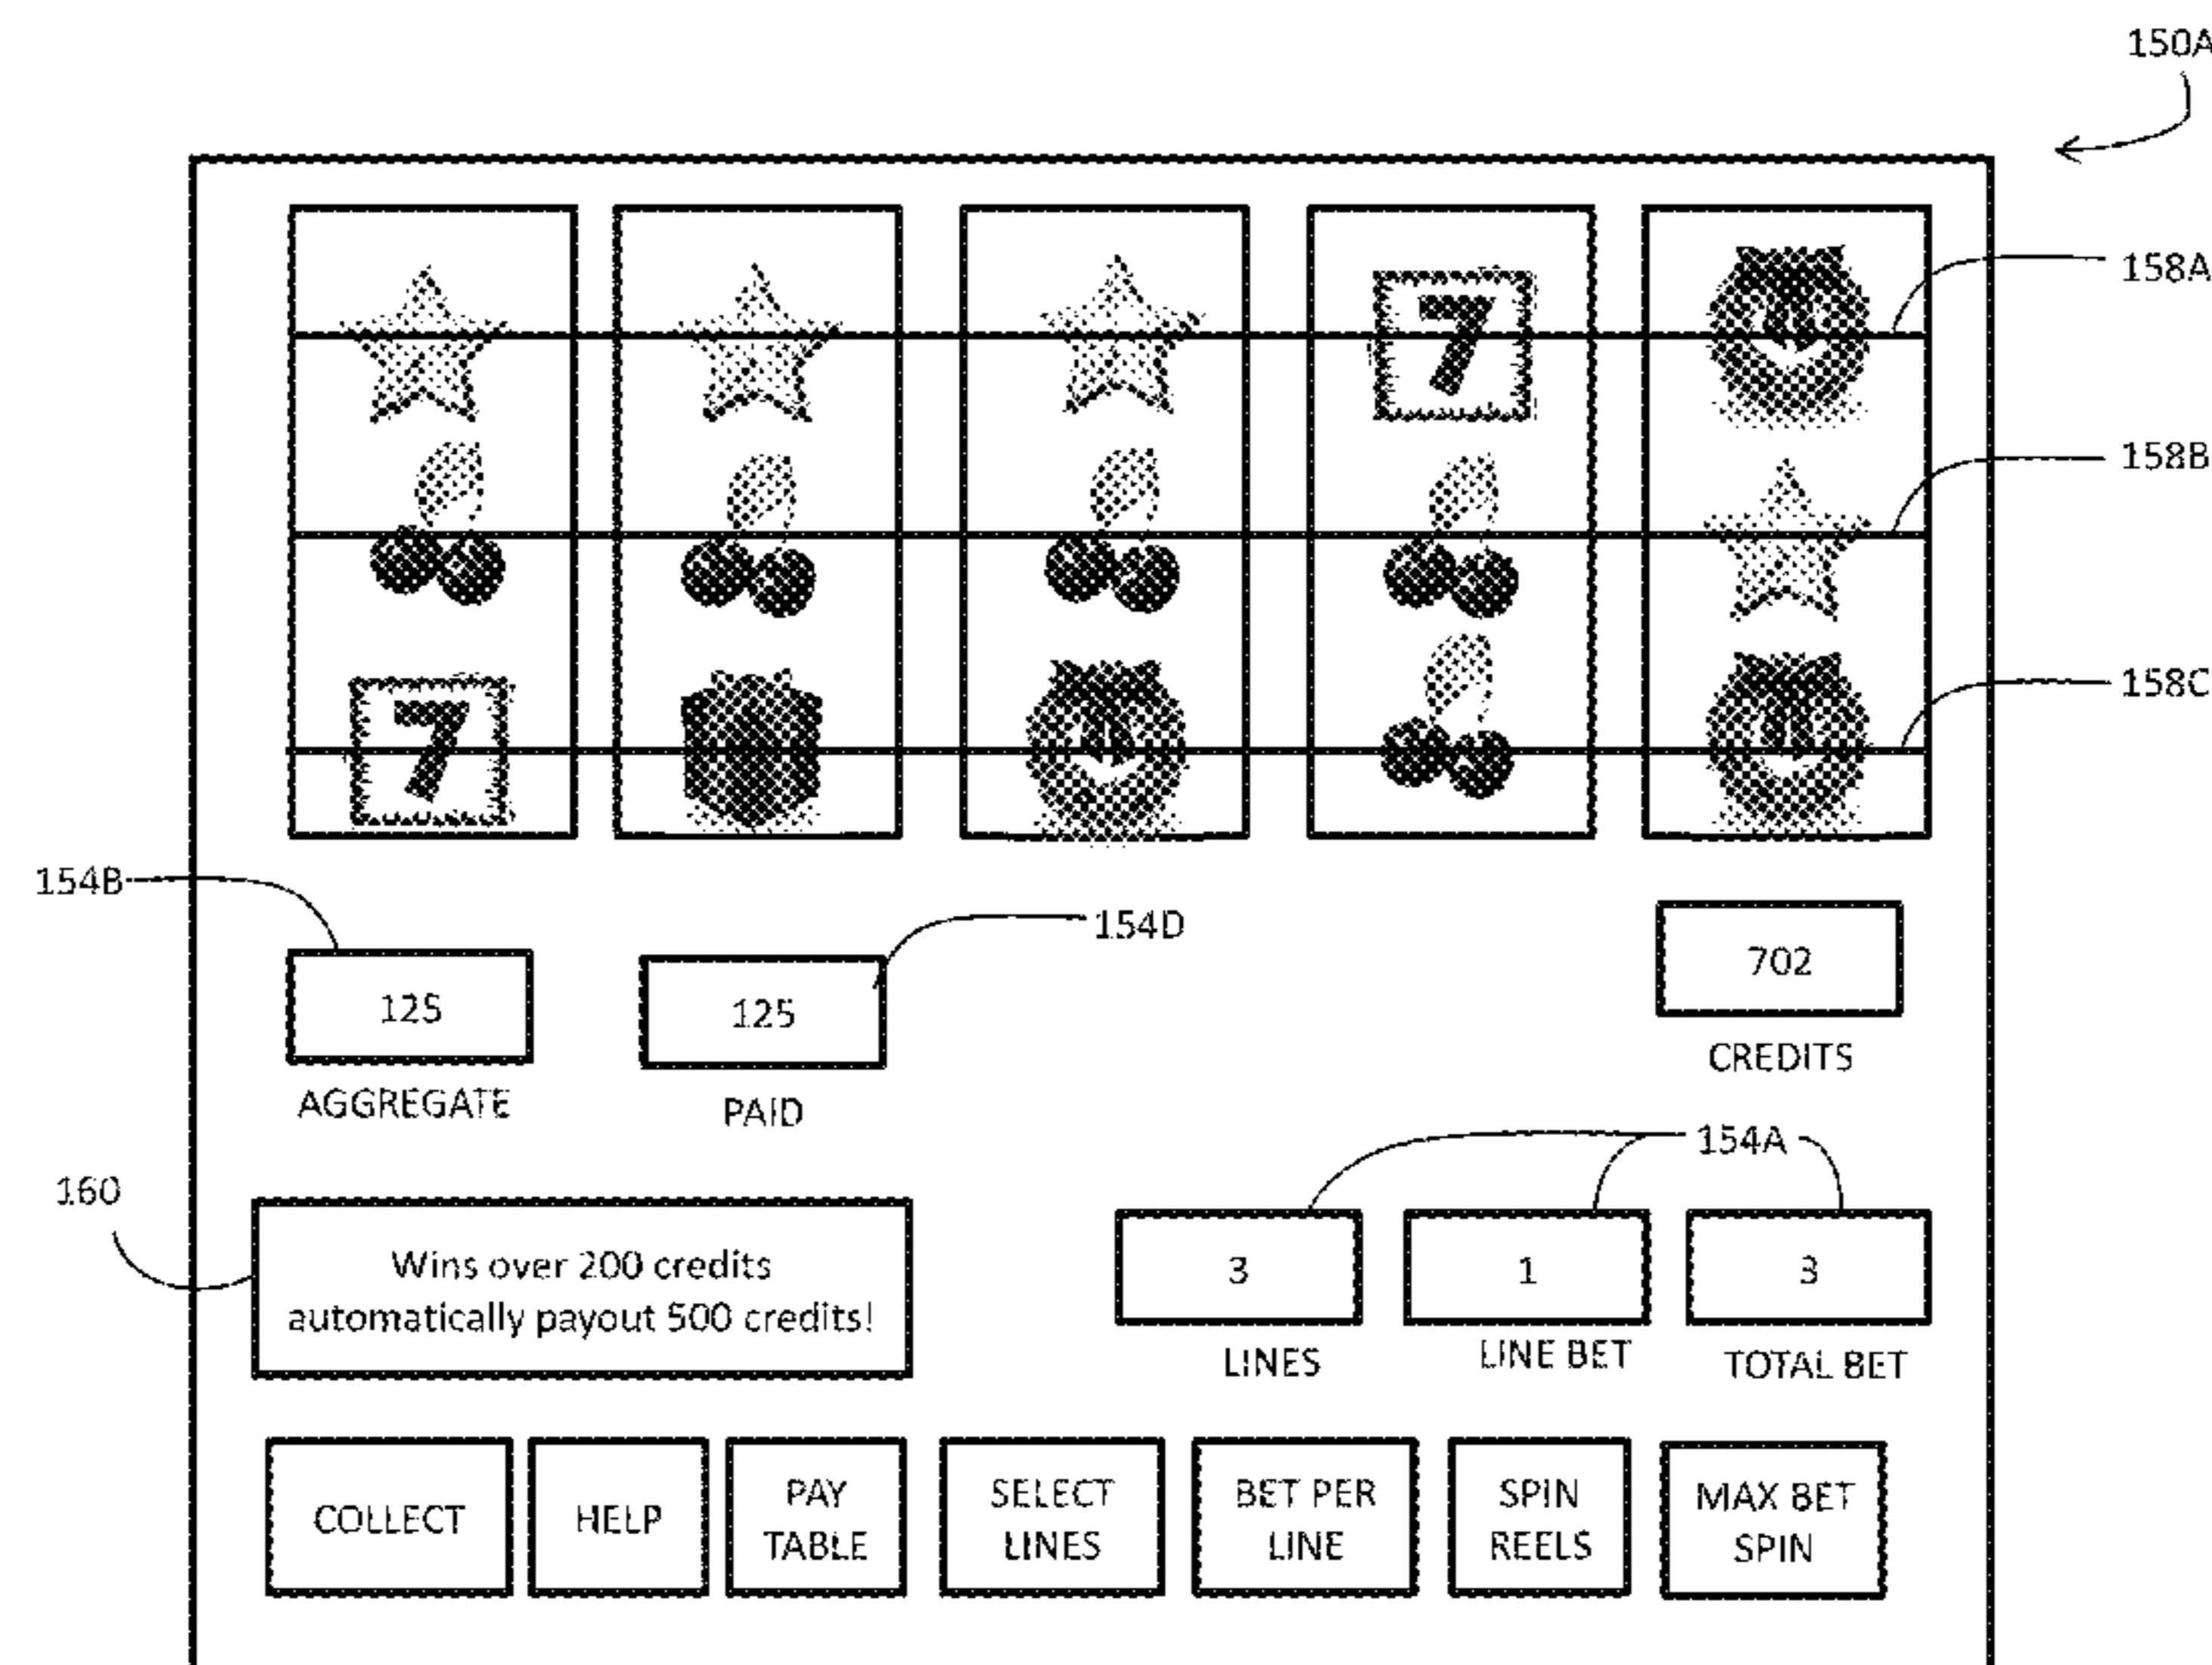 150A
7
158A
158B
7
158C
154B
154D
125
125
702
AGGREGATE
PAID
CREDITS
154A
160
Wins over 200 credits
automatically payout 500 credits!
3
1
3
LINES
LINE BET
TOTAL BET
COLLECT
HELP
PAY
TABLE
SELECT
LINES
BET PER
LINE
SPIN
REELS
MAX BET
SPIN